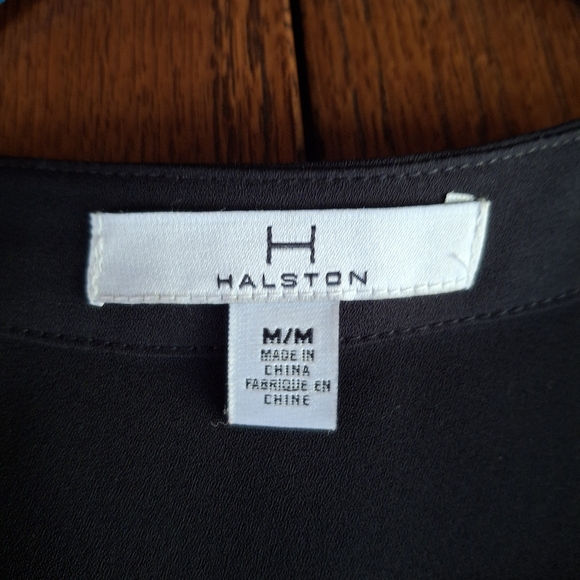 H
HALSTON
M/M
MADE IN
CHINA
FABRIQUE EN
CHINE